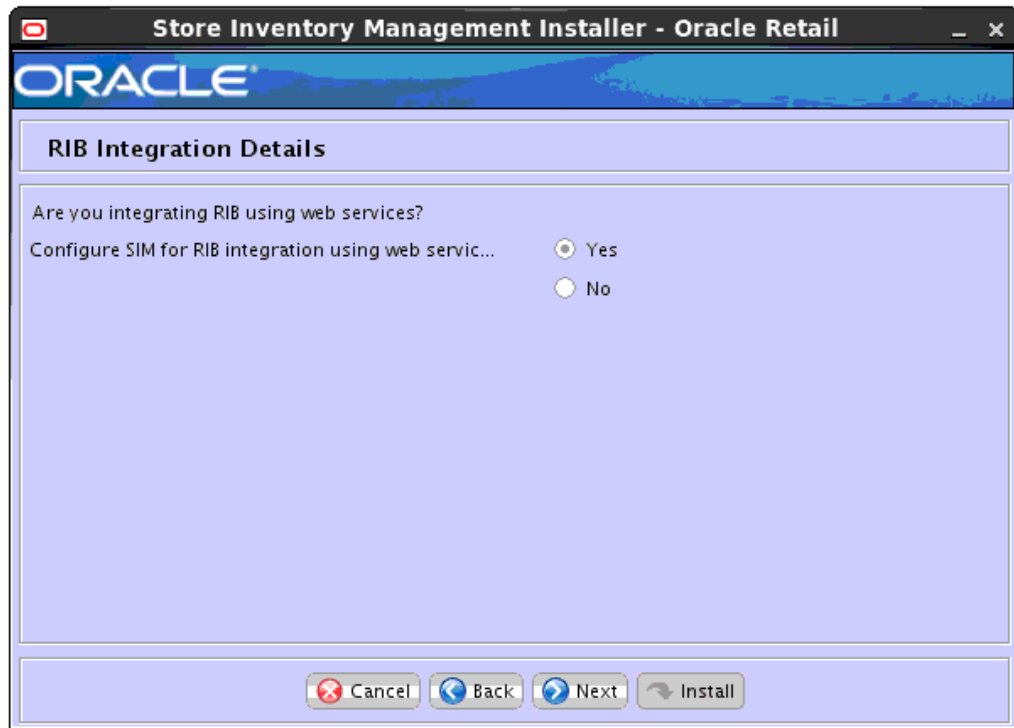 Store Inventory Management Installer - Oracle Retail
ORACLE
RIB Integration Details
Are you integrating RIB using web services?
Configure SIM for RIB integration using web servic... Yes
No
Cancel Back Next Install